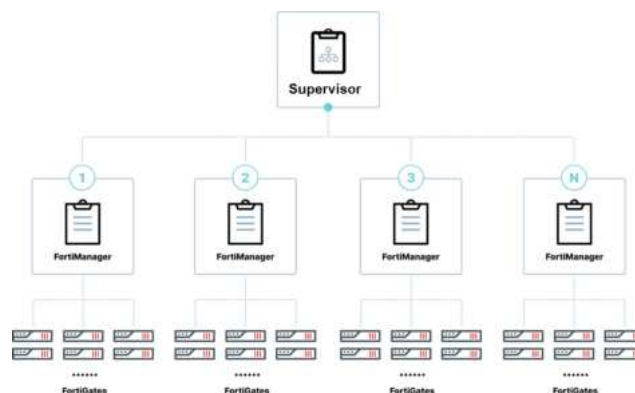 Supervisor
1
2
3
N
FortiManager
FortiManager
FortiManager
FortiManager
......
......
......
......
FortiGates
FortiGates
FortiGates
FortiGates